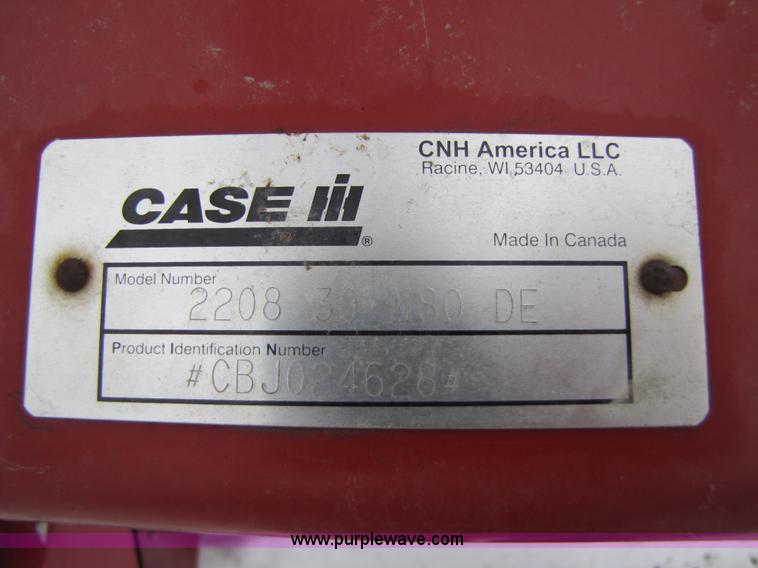 CNH America LLC
Racine, WI 53404 U.S.A.
CASE IH
®
Made In Canada
Model Number
2208 30" N80 DE
Product Identification Number
#CBJ024628#
www.purplewave.com